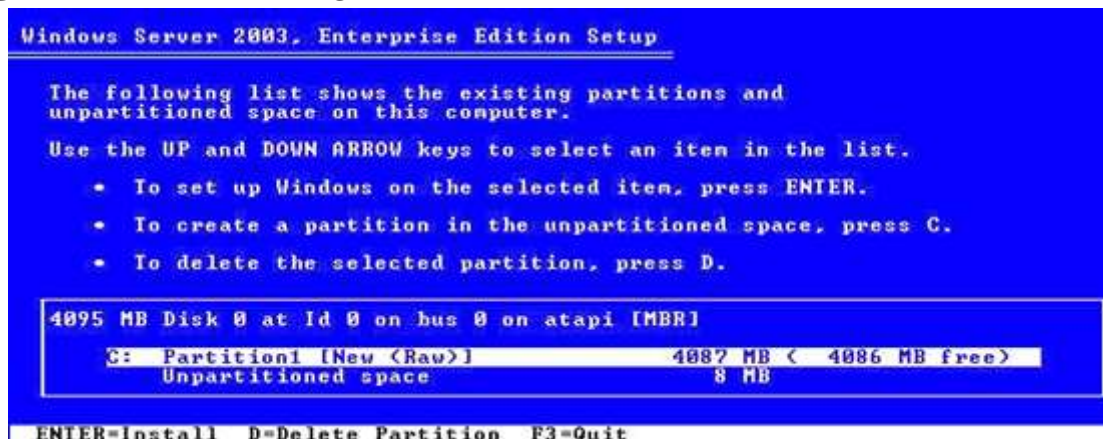 Windows Server 2003, Enterprise Edition Setup
The following list shows the existing partitions and
unpartitioned space on this computer.
Use the UP and DOWN ARROW keys to select an item in the list.
• To set up Windows on the selected item, press ENTER.
• To create a partition in the unpartitioned space, press C.
• To delete the selected partition, press D.
4095 MB Disk 0 at Id 0 on bus 0 on atapi [MBR]
C: Partition1 [New (Raw)] 4087 MB ( 4086 MB free)
Unpartitioned space 8 MB
ENTER=Install D=Delete Partition F3=Quit